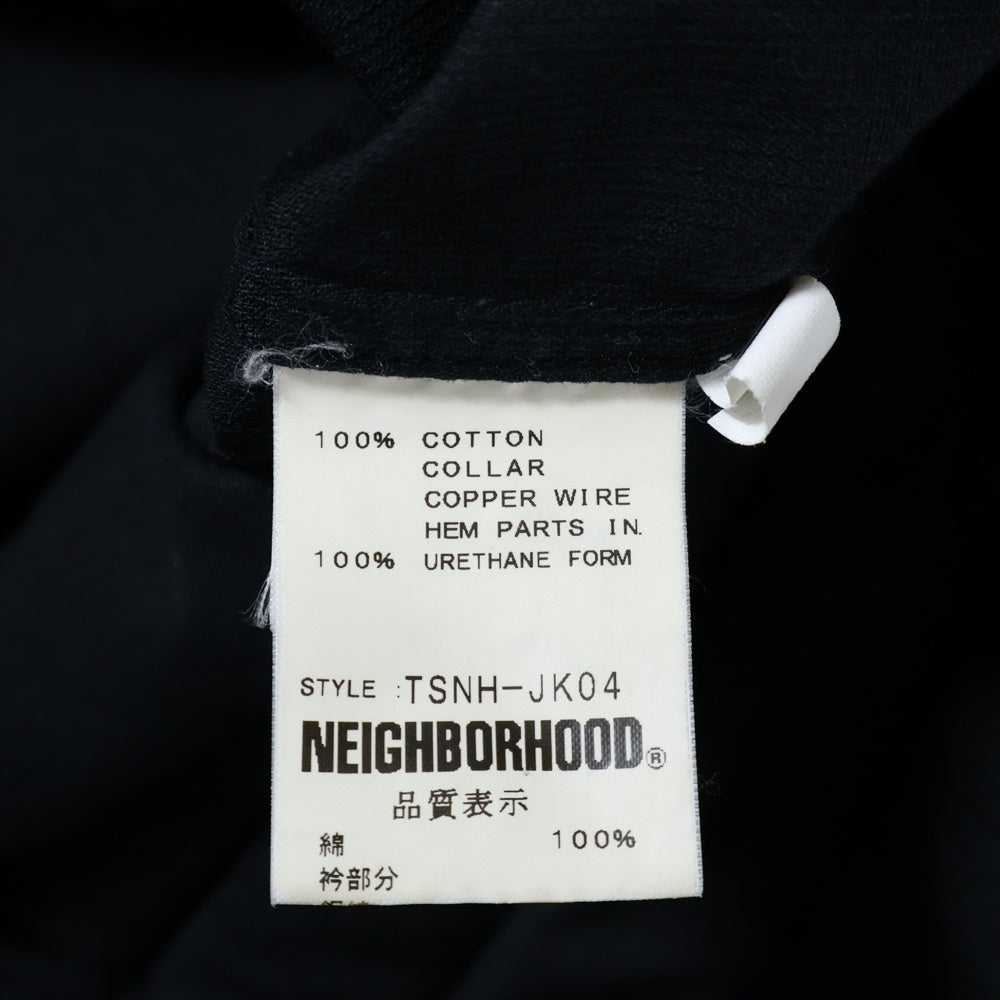 100% COTTON
COLLAR
COPPER WIRE
HEM PARTS IN.
100% URETHANE FORM
STYLE : TSNH-JK04
NEIGHBORHOOD®
品質表示
綿 100%
衿部分